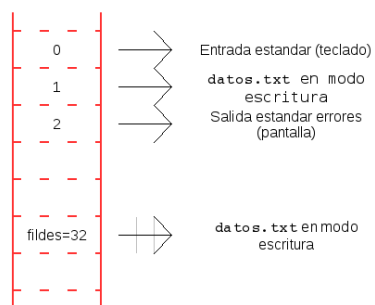 0 Entrada estandar (teclado)
1 datos.txt en modo
escritura
2 Salida estandar errores
(pantalla)
fildes=32 datos.txt en modo
escritura